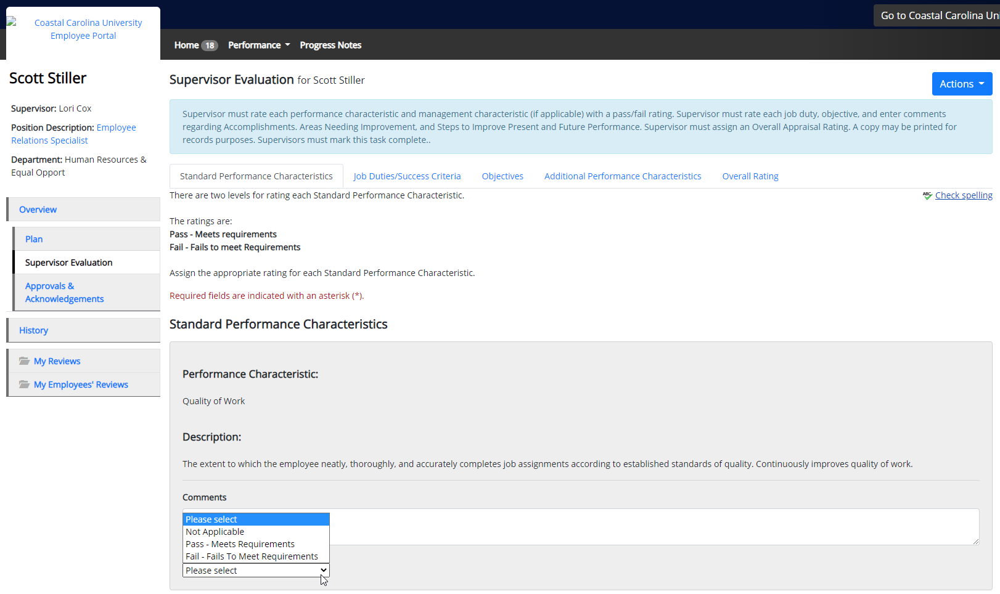 Coastal Carolina University
Employee Portal
Go to Coastal Carolina Un
Home 18 Performance Progress Notes
Scott Stiller
Supervisor: Lori Cox
Position Description: Employee
Relations Specialist
Department: Human Resources &
Equal Opport
Overview
Plan
Supervisor Evaluation
Approvals &
Acknowledgements
History
My Reviews
My Employees' Reviews
Supervisor Evaluation for Scott Stiller
Actions
Supervisor must rate each performance characteristic and management characteristic (if applicable) with a pass/fail rating. Supervisor must rate each job duty, objective, and enter comments
regarding Accomplishments. Areas Needing Improvement, and Steps to Improve Present and Future Performance. Supervisor must assign an Overall Appraisal Rating. A copy may be printed for
records purposes. Supervisors must mark this task complete..
Standard Performance Characteristics Job Duties/Success Criteria Objectives Additional Performance Characteristics Overall Rating
There are two levels for rating each Standard Performance Characteristic.
ABC Check spelling
The ratings are:
Pass - Meets requirements
Fail - Fails to meet Requirements
Assign the appropriate rating for each Standard Performance Characteristic.
Required fields are indicated with an asterisk (*).
Standard Performance Characteristics
Performance Characteristic:
Quality of Work
Description:
The extent to which the employee neatly, thoroughly, and accurately completes job assignments according to established standards of quality. Continuously improves quality of work.
Comments
Please select
Not Applicable
Pass - Meets Requirements
Fail - Fails To Meet Requirements
Please select